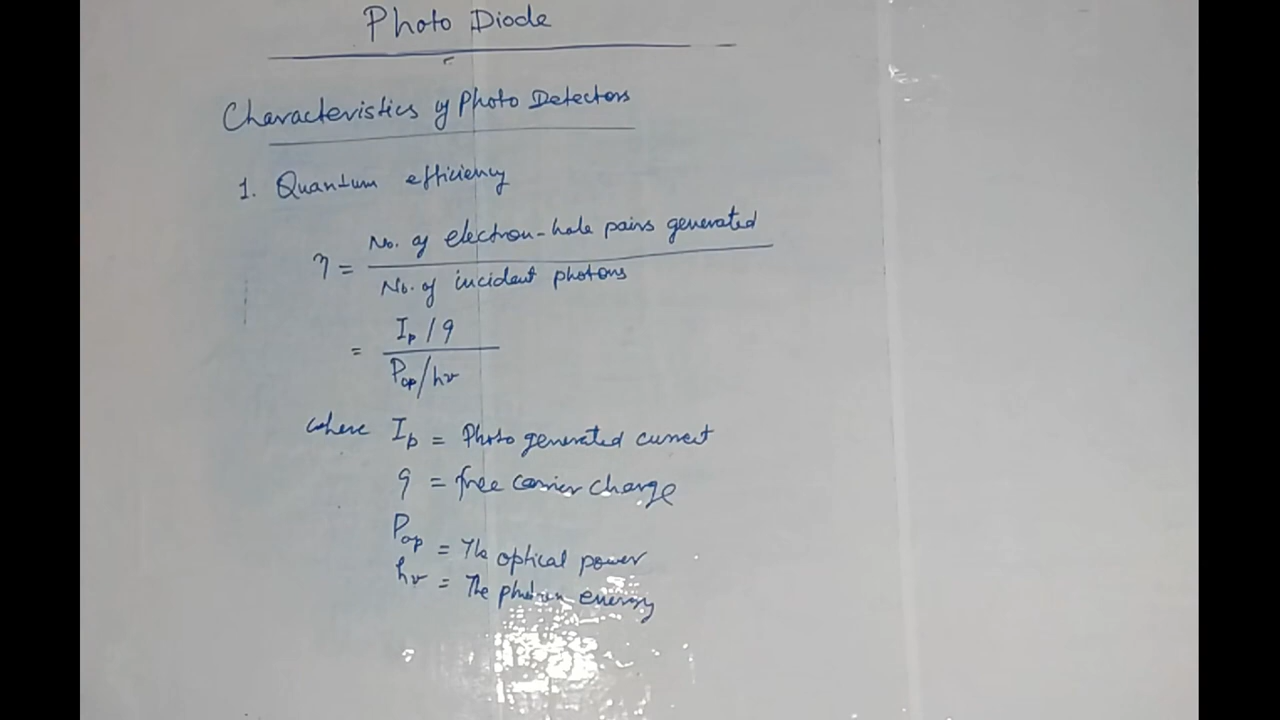 Photo Diode
Characteristics of Photo Detectors
1. Quantum efficiency
η = No. of electron-hole pairs generated
No. of incident photons
= Ip / q
Pop / hν
where Ip = Photo generated current
q = free carrier charge
Pop = The optical power
hν = The photon energy